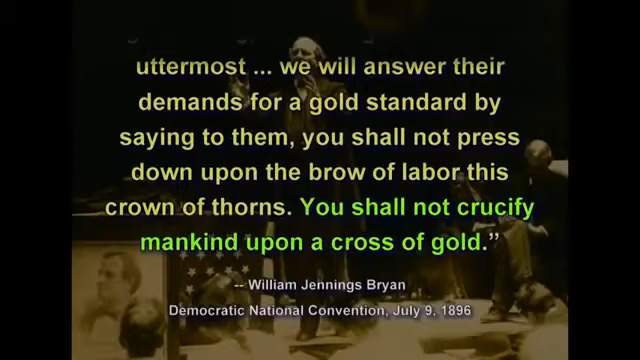 uttermost ... we will answer their
demands for a gold standard by
saying to them, you shall not press
down upon the brow of labor this
crown of thorns. You shall not crucify
mankind upon a cross of gold.”
-- William Jennings Bryan
Democratic National Convention, July 9, 1896